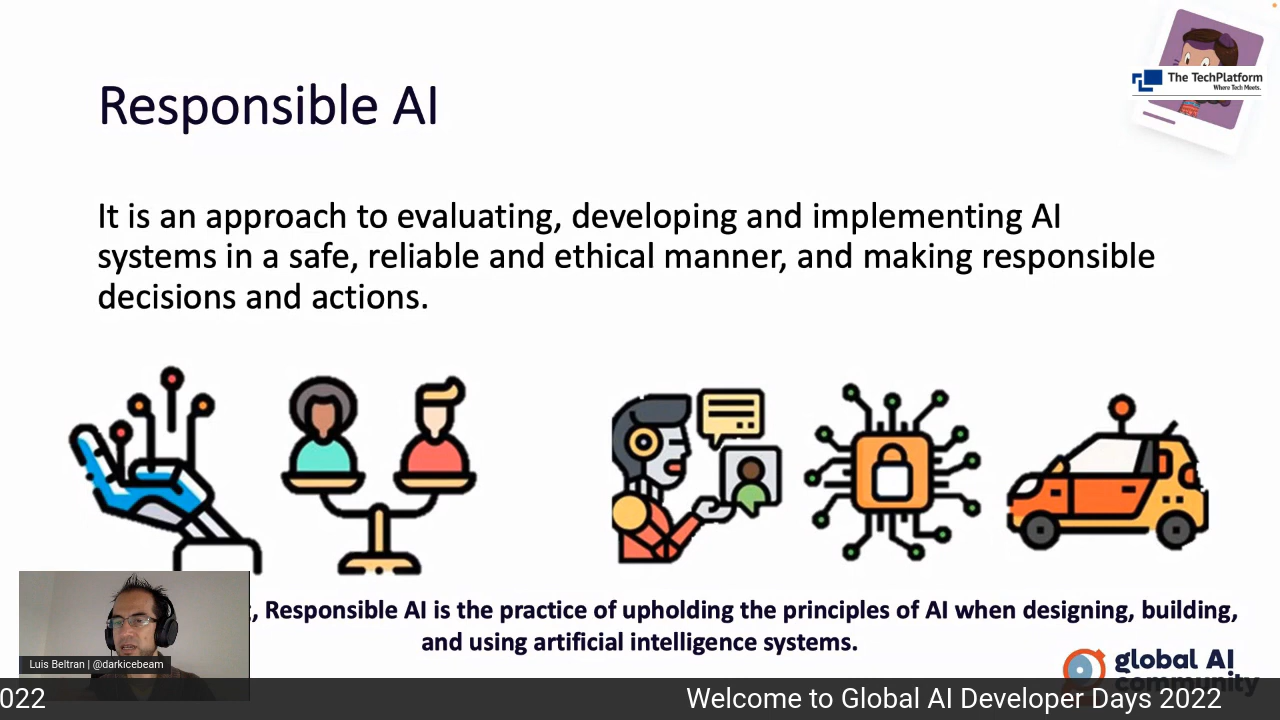 The TechPlatform
Where Tech Meets.
Responsible AI
It is an approach to evaluating, developing and implementing AI
systems in a safe, reliable and ethical manner, and making responsible
decisions and actions.
, Responsible AI is the practice of upholding the principles of AI when designing, building,
and using artificial intelligence systems.
Luis Beltran | @darkicebeam
global AI
community
022
Welcome to Global AI Developer Days 2022